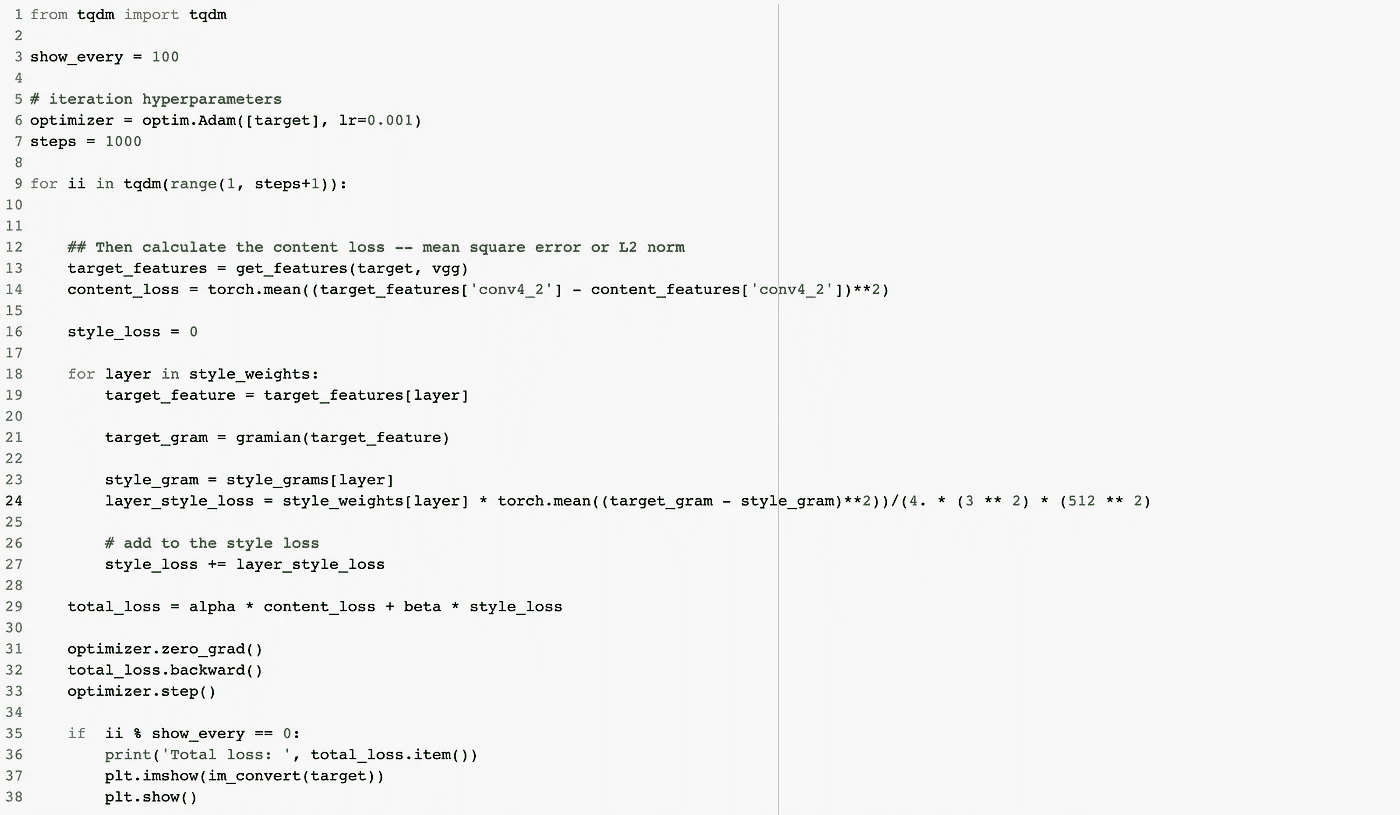 1 from tqdm import tqdm
2
3 show_every = 100
4
5 # iteration hyperparameters
6 optimizer = optim.Adam([target], lr=0.001)
7 steps = 1000
8
9 for ii in tqdm(range(1, steps+1)):
10
11
12     ## Then calculate the content loss -- mean square error or L2 norm
13     target_features = get_features(target, vgg)
14     content_loss = torch.mean((target_features['conv4_2'] - content_features['conv4_2'])**2)
15
16     style_loss = 0
17
18     for layer in style_weights:
19         target_feature = target_features[layer]
20
21         target_gram = gramian(target_feature)
22
23         style_gram = style_grams[layer]
24         layer_style_loss = style_weights[layer] * torch.mean((target_gram - style_gram)**2))/(4. * (3 ** 2) * (512 ** 2)
25
26         # add to the style loss
27         style_loss += layer_style_loss
28
29     total_loss = alpha * content_loss + beta * style_loss
30
31     optimizer.zero_grad()
32     total_loss.backward()
33     optimizer.step()
34
35     if  ii % show_every == 0:
36         print('Total loss: ', total_loss.item())
37         plt.imshow(im_convert(target))
38         plt.show()